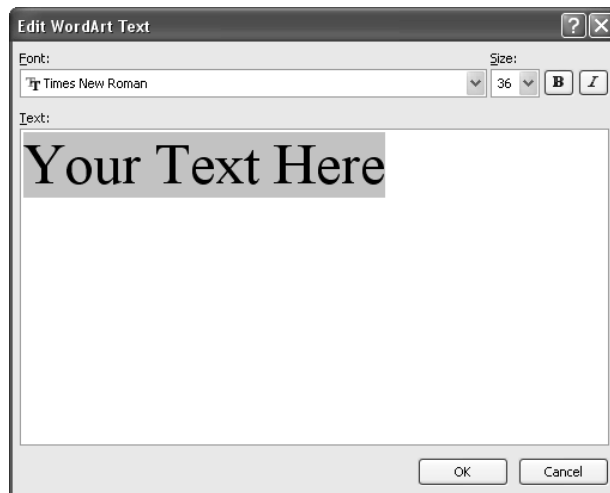 Edit WordArt Text
Font: Size:
Times New Roman 36 B I
Text:
Your Text Here
OK Cancel